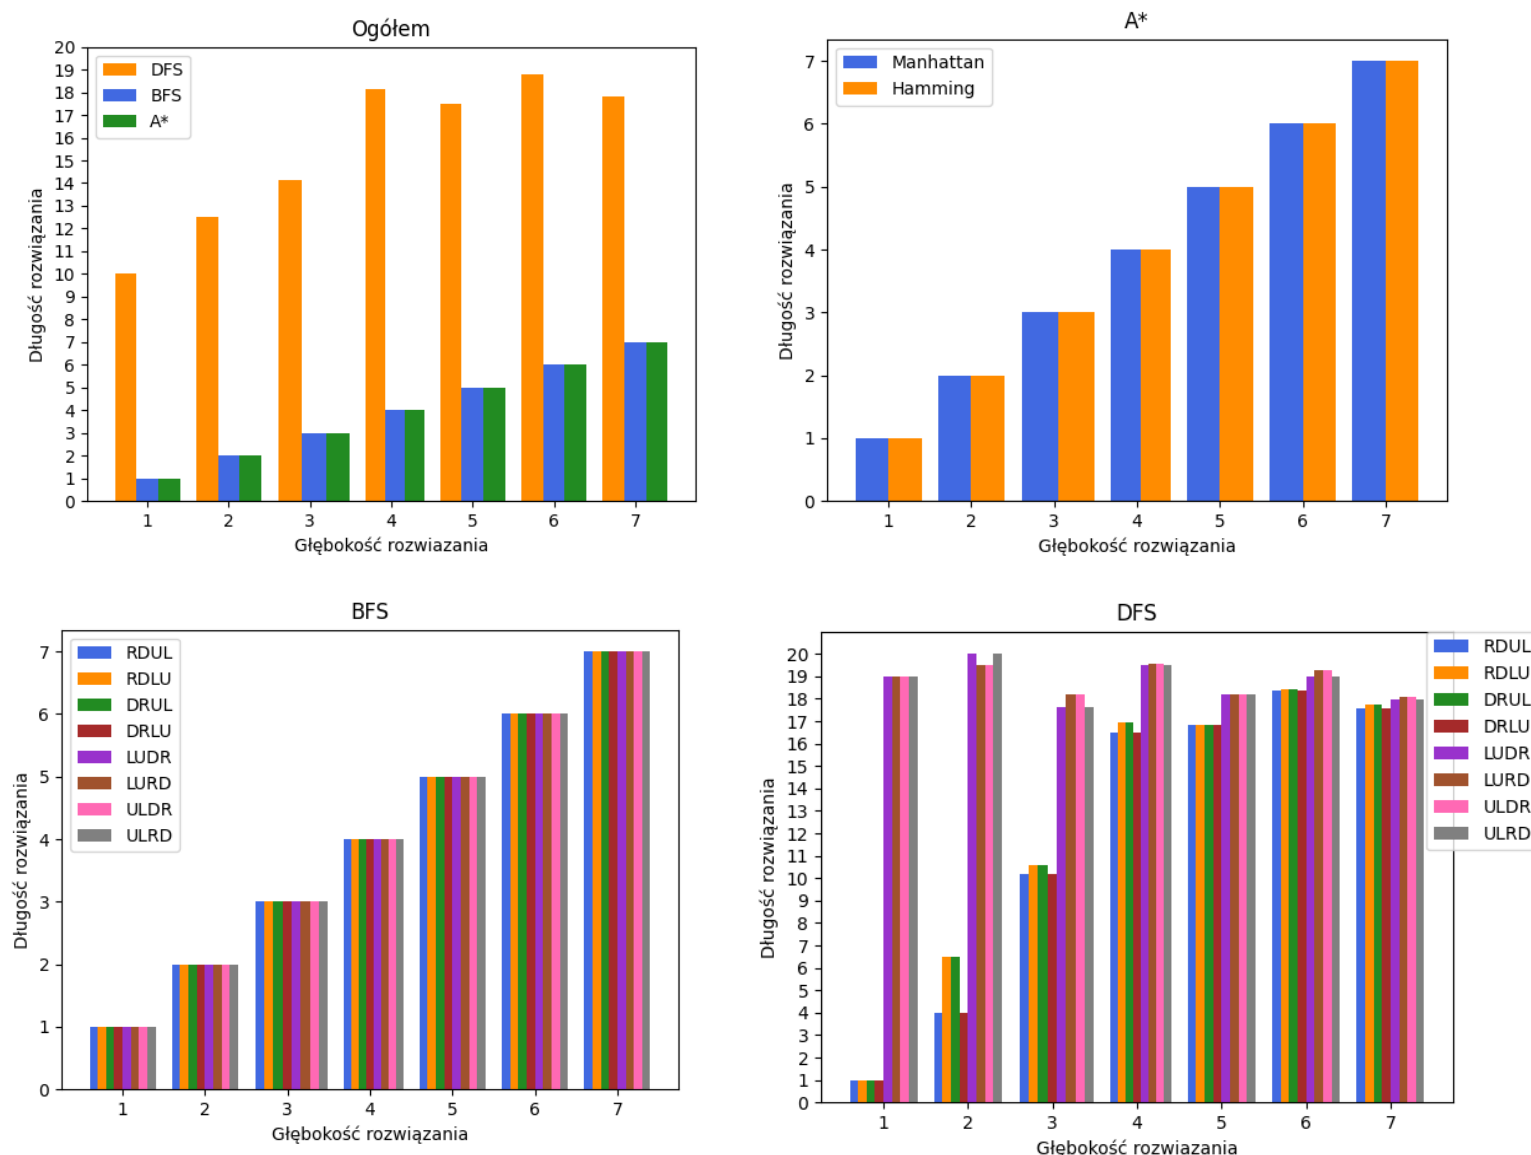 Ogółem
DFS
BFS
A*
Długość rozwiązania
20
19
18
17
16
15
14
13
12
11
10
9
8
7
6
5
4
3
2
1
0
1 2 3 4 5 6 7
Głębokość rozwiazania
A*
Manhattan
Hamming
Długość rozwiązania
7
6
5
4
3
2
1
0
1 2 3 4 5 6 7
Głębokość rozwiązania
BFS
RDUL
RDLU
DRUL
DRLU
LUDR
LURD
ULDR
ULRD
Długość rozwiązania
7
6
5
4
3
2
1
0
1 2 3 4 5 6 7
Głębokość rozwiązania
DFS
RDUL
RDLU
DRUL
DRLU
LUDR
LURD
ULDR
ULRD
Długość rozwiązania
20
19
18
17
16
15
14
13
12
11
10
9
8
7
6
5
4
3
2
1
0
1 2 3 4 5 6 7
Głębokość rozwiązania